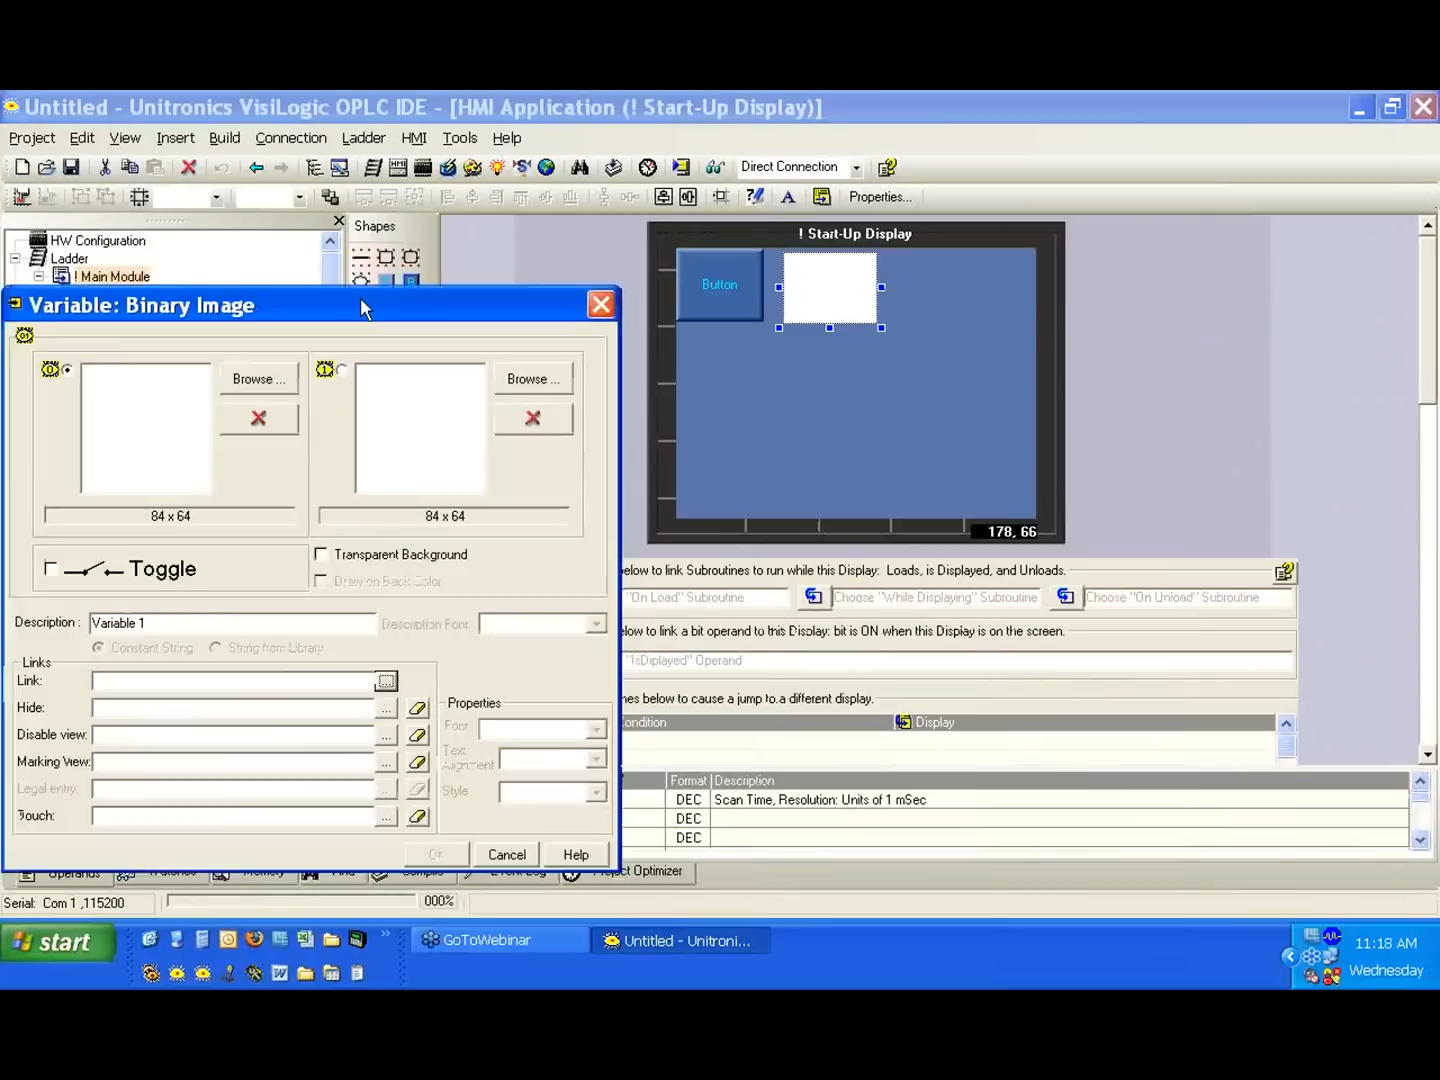 Untitled - Unitronics VisiLogic OPLC IDE - [HMI Application (! Start-Up Display)]
Project Edit View Insert Build Connection Ladder HMI Tools Help
Direct Connection
Properties...
HW Configuration
Ladder
! Main Module
Shapes
! Start-Up Display
Button
178, 66
Variable: Binary Image
0
1
Browse ...
Browse ...
84 x 64
84 x 64
Toggle
Transparent Background
Draw on Back Color
Description : Variable 1
Description Font
Constant String
String from Library
Links
Link:
Hide:
Disable view:
Marking View:
Legal entry:
Touch:
Properties
Font
Text Alignment
Style
Ok Cancel Help
elow to link Subroutines to run while this Display: Loads, is Displayed, and Unloads.
"On Load" Subroutine
Choose "While Displaying" Subroutine
Choose "On Unload" Subroutine
elow to link a bit operand to this Display: bit is ON when this Display is on the screen.
"IsDiplayed" Operand
nes below to cause a jump to a different display.
ondition
Display
Format Description
DEC Scan Time, Resolution: Units of 1 mSec
DEC
DEC
Project Optimizer
Serial: Com 1 ,115200
000%
start
GoToWebinar
Untitled - Unitroni...
11:18 AM
Wednesday